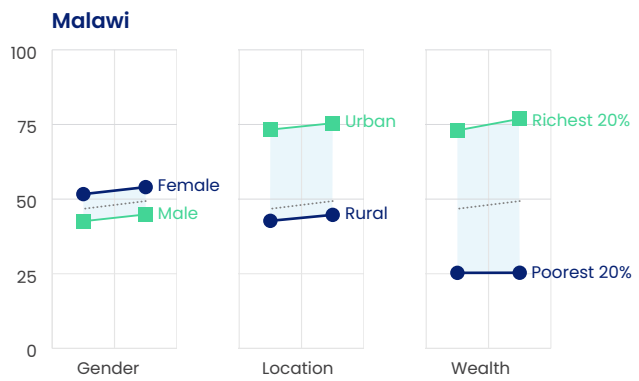 Malawi
100
75
50
25
0
Female
Male
Gender
Urban
Rural
Location
Richest 20%
Poorest 20%
Wealth